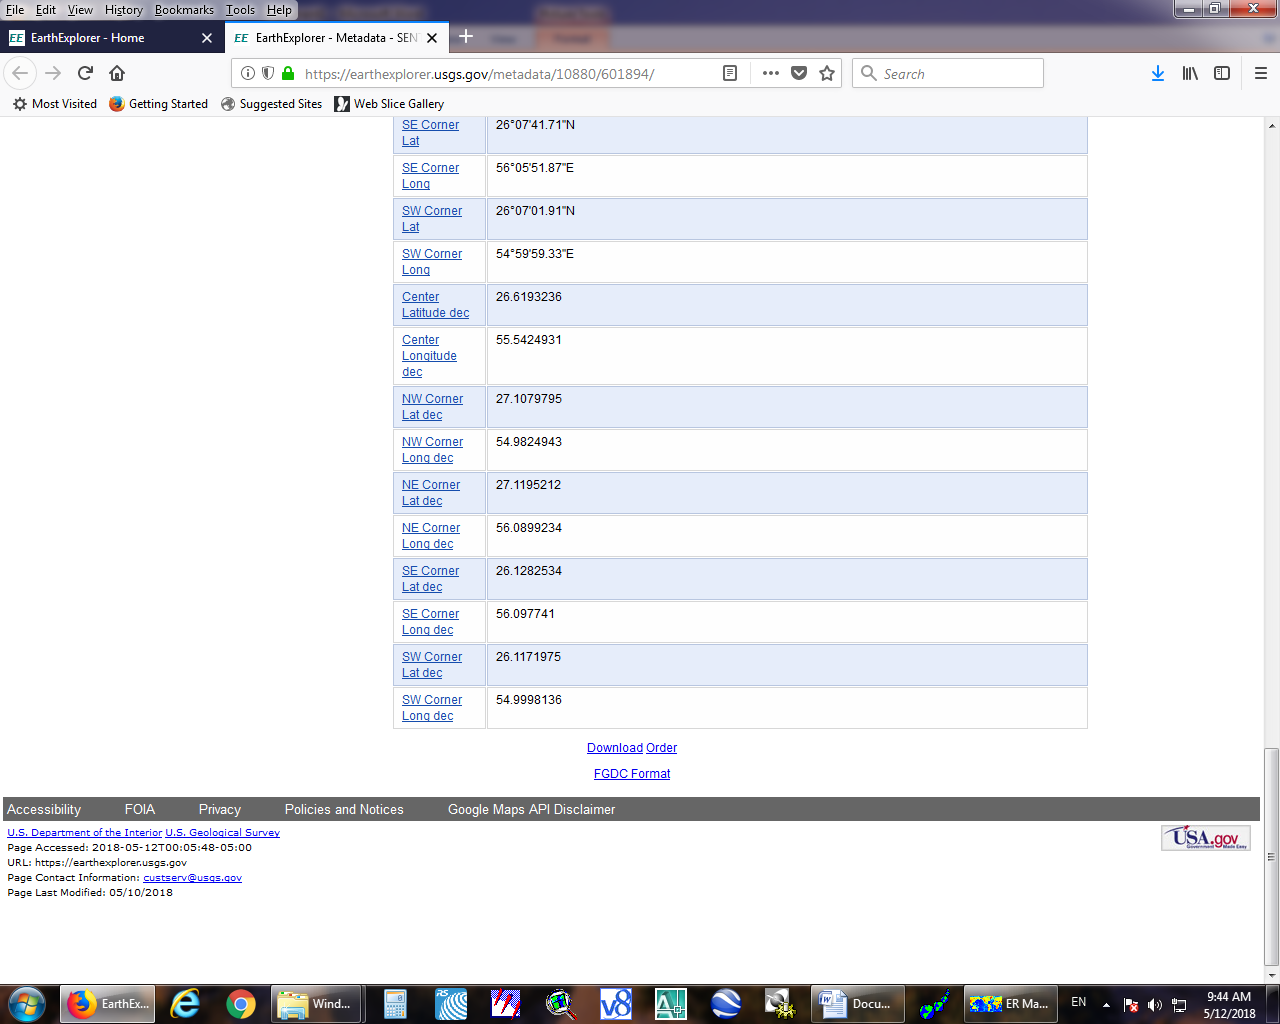 File Edit View History Bookmarks Tools Help
EE EarthExplorer - Home
EE EarthExplorer - Metadata - SEN
https://earthexplorer.usgs.gov/metadata/10880/601894/
Search
Most Visited Getting Started Suggested Sites Web Slice Gallery
SE Corner Lat 26°07'41.71"N
SE Corner Long 56°05'51.87"E
SW Corner Lat 26°07'01.91"N
SW Corner Long 54°59'59.33"E
Center Latitude dec 26.6193236
Center Longitude dec 55.5424931
NW Corner Lat dec 27.1079795
NW Corner Long dec 54.9824943
NE Corner Lat dec 27.1195212
NE Corner Long dec 56.0899234
SE Corner Lat dec 26.1282534
SE Corner Long dec 56.097741
SW Corner Lat dec 26.1171975
SW Corner Long dec 54.9998136
Download Order
FGDC Format
Accessibility FOIA Privacy Policies and Notices Google Maps API Disclaimer
U.S. Department of the Interior U.S. Geological Survey
Page Accessed: 2018-05-12T00:05:48-05:00
URL: https://earthexplorer.usgs.gov
Page Contact Information: custserv@usgs.gov
Page Last Modified: 05/10/2018
USA.gov
Government Made Easy
EarthEx...
Wind...
RS
v8
Docu...
ER Ma...
EN
9:44 AM
5/12/2018